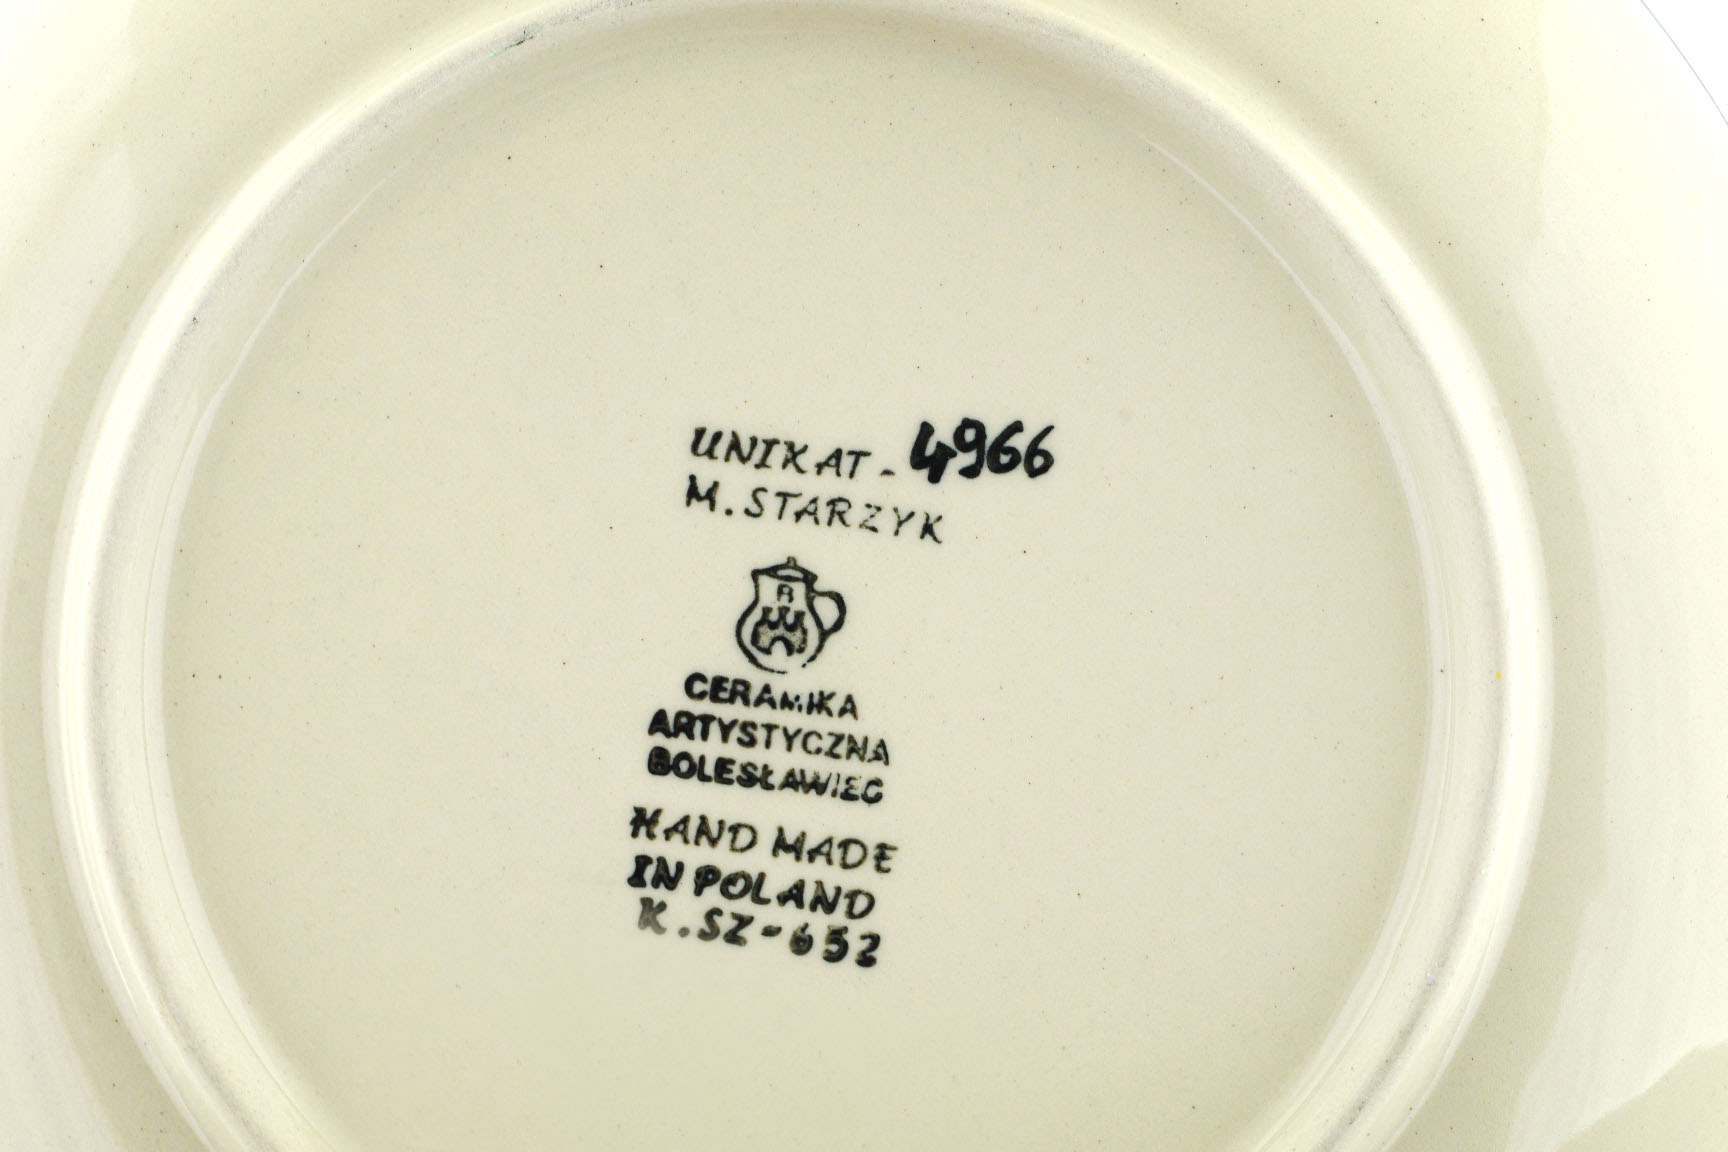 UNIKAT - 4966
M. STARZYK
B
CERAMIKA
ARTYSTYCZNA
BOLESŁAWIEC
HAND MADE
IN POLAND
K.SZ-652